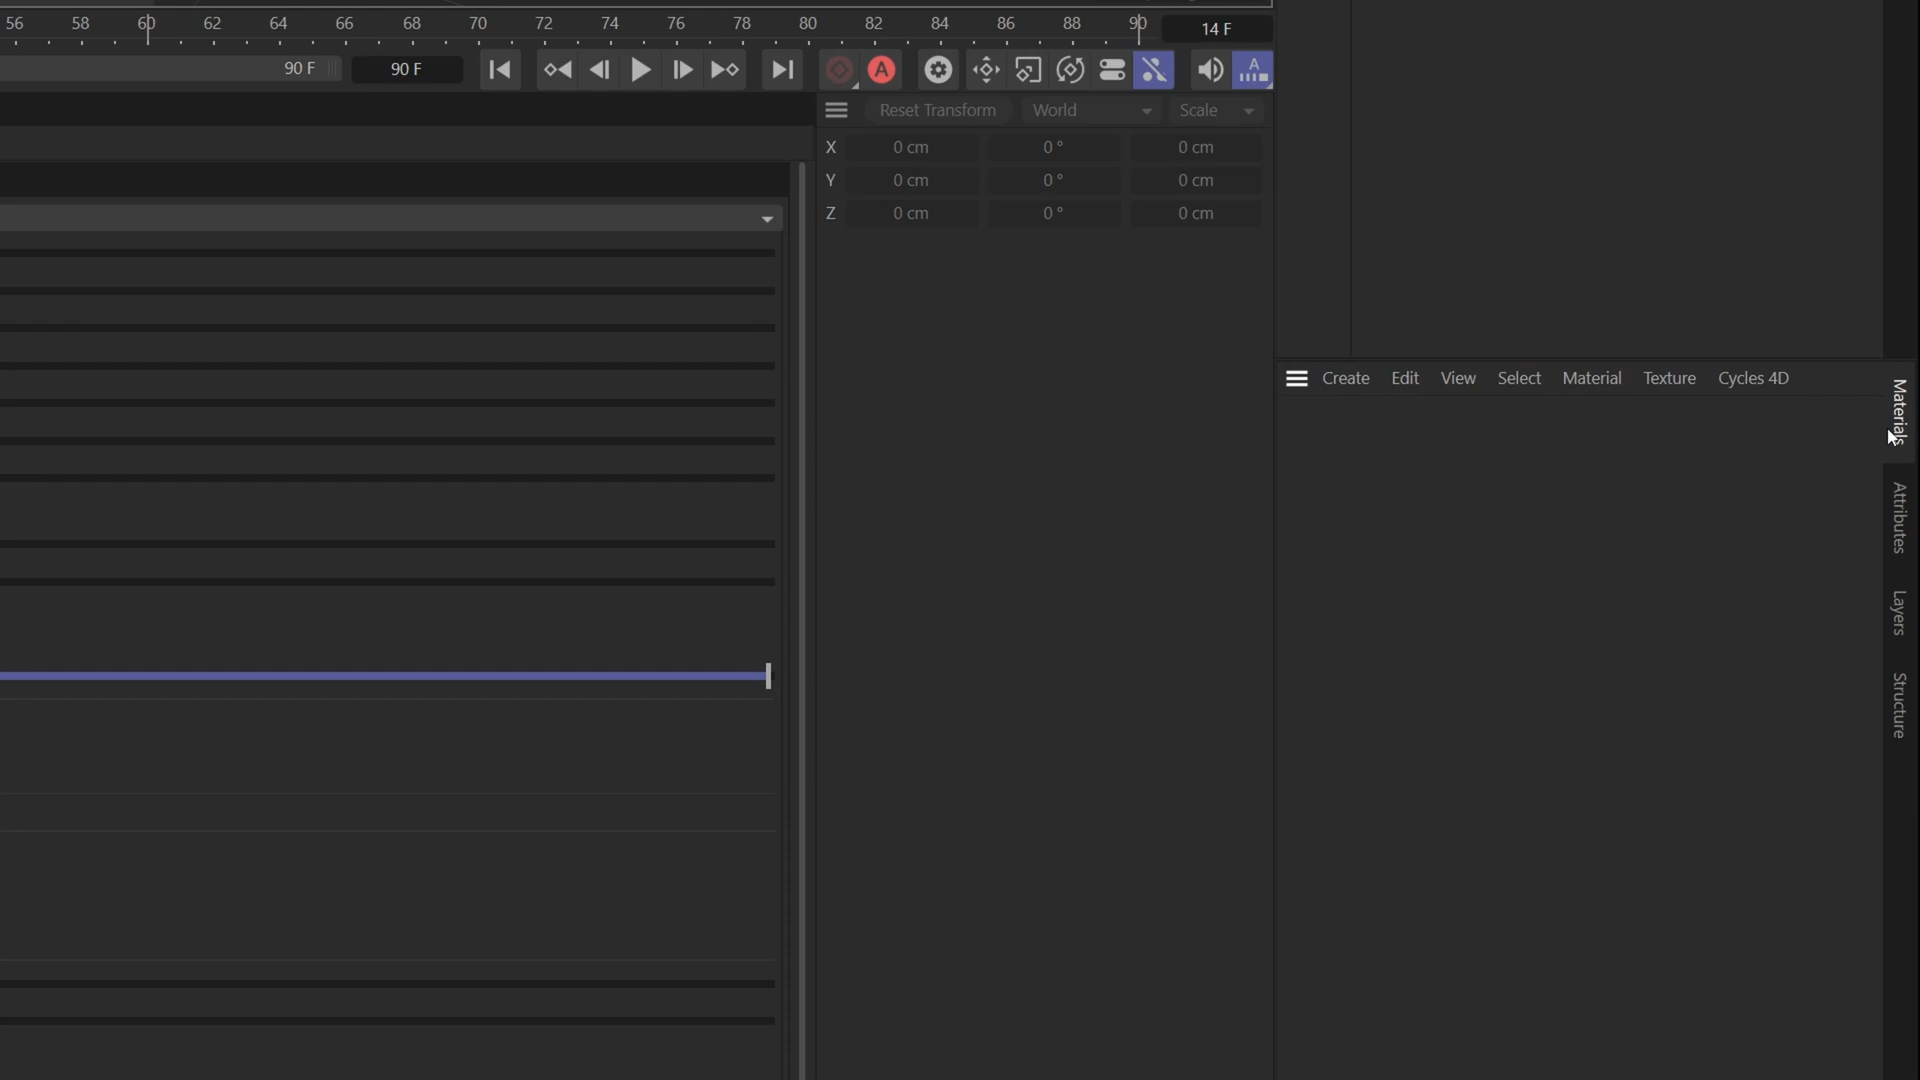 56 58 60 62 64 66 68 70 72 74 76 78 80 82 84 86 88 90 14 F
90 F 90 F A A
Reset Transform World Scale
X 0 cm 0 ° 0 cm
Y 0 cm 0 ° 0 cm
Z 0 cm 0 ° 0 cm
Create Edit View Select Material Texture Cycles 4D
Materials
Attributes
Layers
Structure